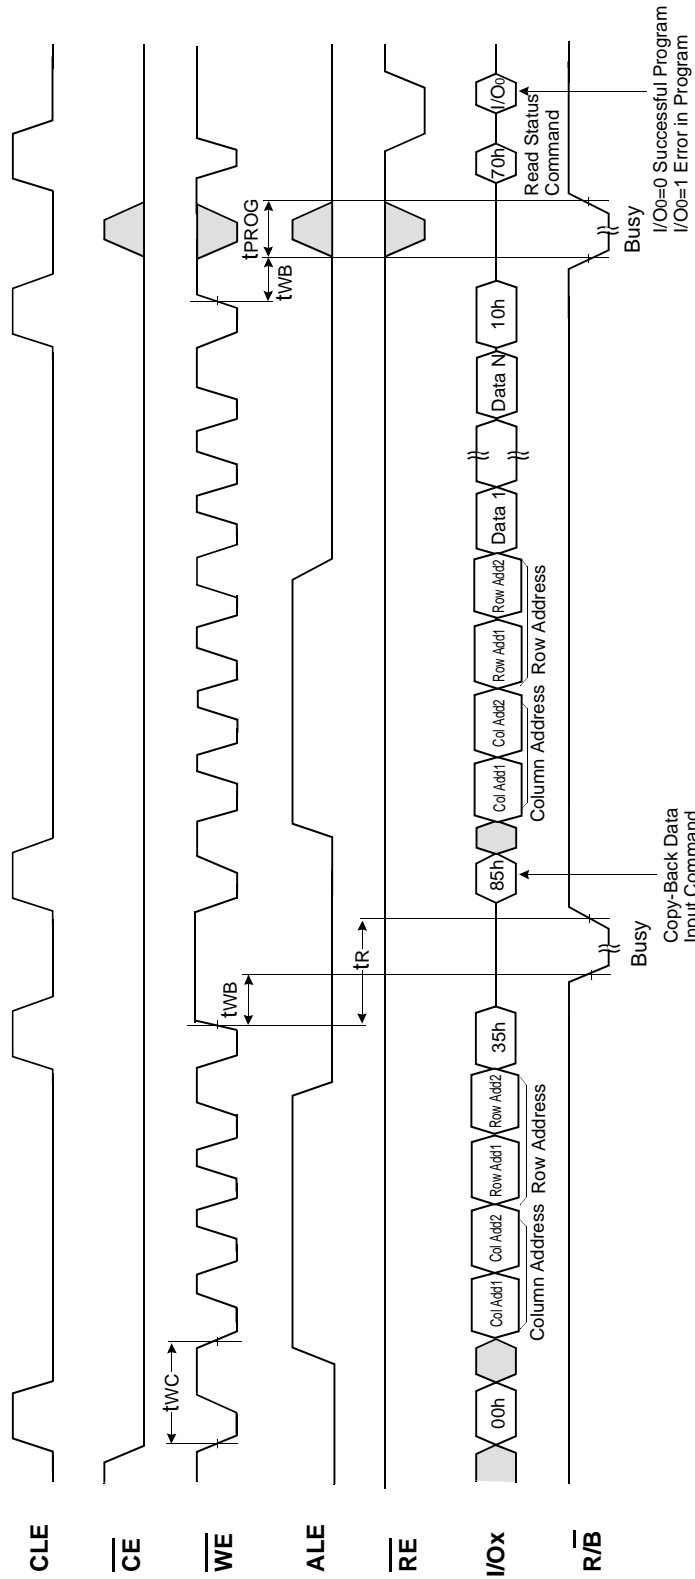 CLE
CE
WE
ALE
RE
I/Ox
R/B
tWC
tWB
tR
tWB
tPROG
00h
Col Add1
Col Add2
Row Add1
Row Add2
35h
85h
Col Add1
Col Add2
Row Add1
Row Add2
Data 1
Data N
10h
70h
I/O0
Column Address
Row Address
Column Address
Row Address
Read Status
Command
Busy
Busy
Copy-Back Data
Input Command
I/O0=0 Successful Program
I/O0=1 Error in Program